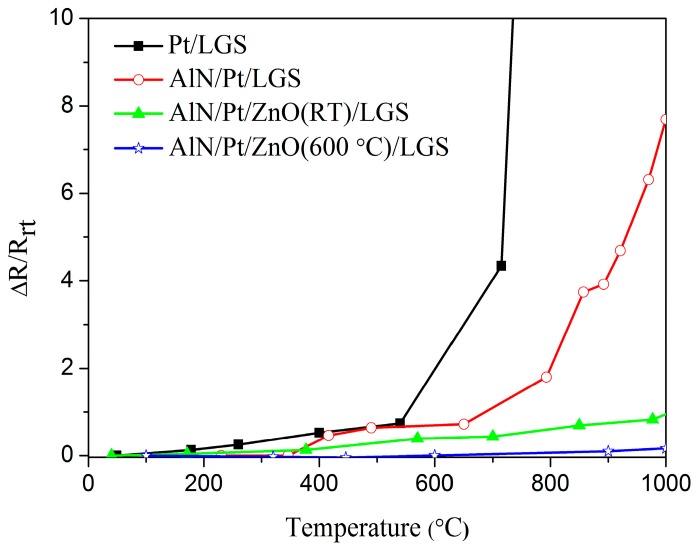 10
8
6
4
2
0
ΔR/Rrt
Pt/LGS
AlN/Pt/LGS
AlN/Pt/ZnO(RT)/LGS
AlN/Pt/ZnO(600 °C)/LGS
0 200 400 600 800 1000
Temperature (°C)